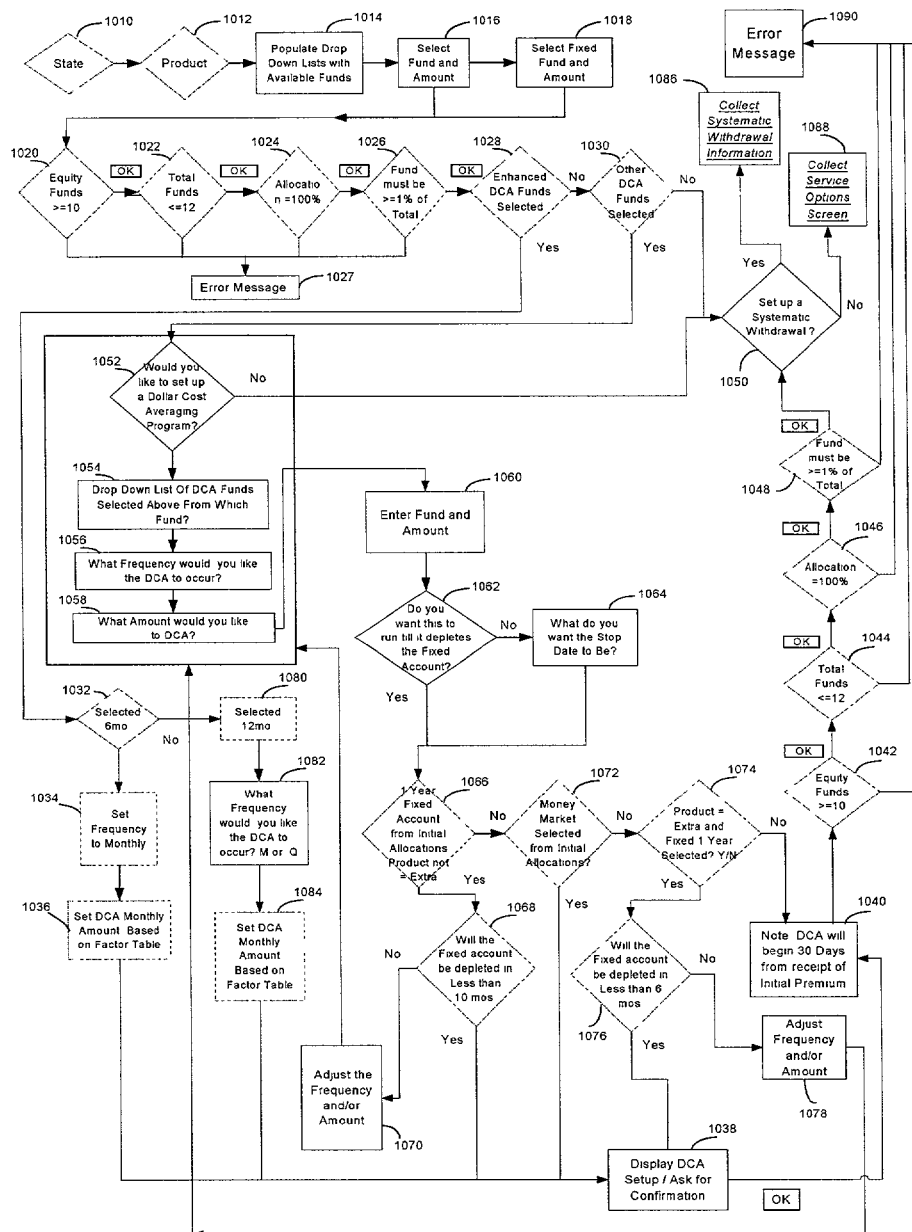 1010
State
1012
Product
1014
Populate Drop
Down Lists with
Available Funds
1016
Select
Fund and
Amount
1018
Select Fixed
Fund and
Amount
1090
Error
Message
1020
Equity
Funds
>=10
OK
1022
Total
Funds
<=12
OK
1024
Allocatio
n =100%
OK
1026
Fund
must be
>=1% of
Total
OK
1028
Enhanced
DCA Funds
Selected
No
Yes
1030
Other
DCA
Funds
Selected
No
Yes
1027
Error Message
1086
Collect
Systematic
Withdrawal
Information
1088
Collect
Service
Options
Screen
Yes
No
Set up a
Systematic
Withdrawal ?
1050
1052
Would you
like to set up
a Dollar Cost
Averaging
Program?
No
1054
Drop Down List Of DCA Funds
Selected Above From Which
Fund?
1056
What Frequency would you like
the DCA to occur?
1058
What Amount would you like
to DCA?
1060
Enter Fund and
Amount
1062
Do you
want this to
run till it depletes
the Fixed
Account?
No
Yes
1064
What do you
want the Stop
Date to Be?
OK
Fund
must be
>=1% of
Total
1048
OK
1046
Allocation
=100%
OK
1044
Total
Funds
<=12
OK
1042
Equity
Funds
>=10
1032
Selected
6mo
No
1080
Selected
12mo
1034
Set
Frequency
to Monthly
1036
Set DCA Monthly
Amount Based
on Factor Table
1082
What
Frequency
would you like
the DCA to
occur? M or Q
1084
Set DCA
Monthly
Amount
Based on
Factor Table
1066
1 Year
Fixed
Account
from Initial
Allocations
Product not
= Extra
No
Yes
1072
Money
Market
Selected
from Initial
Allocations?
No
Yes
1074
Product =
Extra and
Fixed 1 Year
Selected? Y/N
No
Yes
1068
Will the
Fixed account
be depleted in
Less than
10 mos
No
Yes
Adjust the
Frequency
and/or
Amount
1070
Will the
Fixed account
be depleted in
Less than 6
mos
1076
No
Yes
1040
Note DCA will
begin 30 Days
from receipt of
Initial Premium
Adjust
Frequency
and/or
Amount
1078
1038
Display DCA
Setup / Ask for
Confirmation
OK